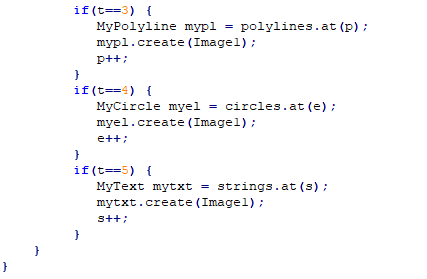 if(t==3) {
MyPolyline mypl = polylines.at(p);
mypl.create(Image1);
p++;
}
if(t==4) {
MyCircle myel = circles.at(e);
myel.create(Image1);
e++;
}
if(t==5) {
MyText mytxt = strings.at(s);
mytxt.create(Image1);
s++;
}
}
}